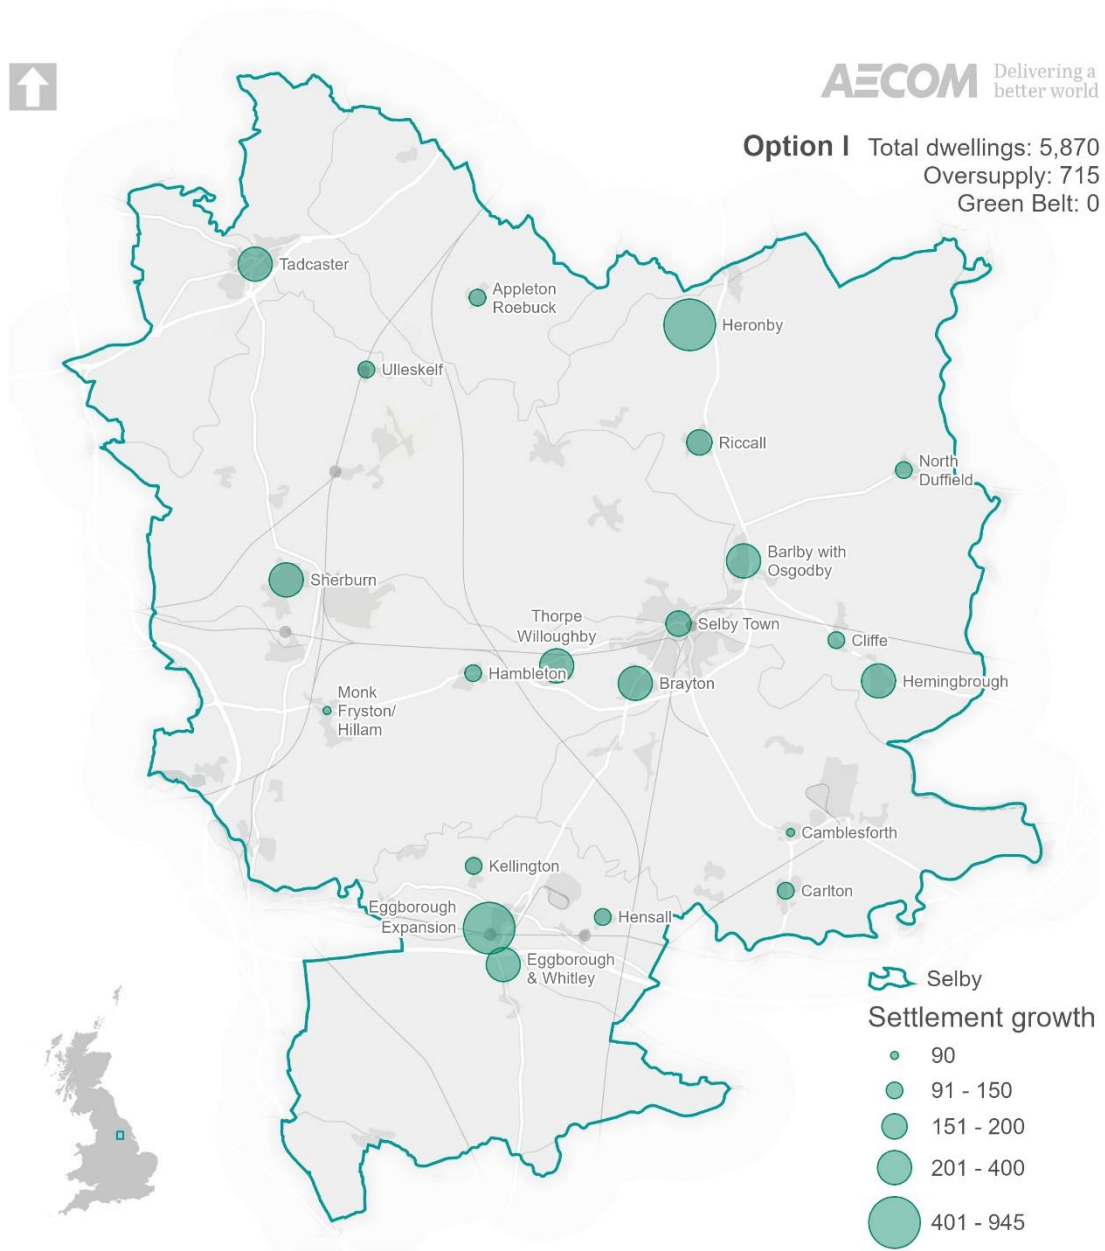 AECOM
Delivering a
better world
Option I Total dwellings: 5,870
Oversupply: 715
Green Belt: 0
Tadcaster
Appleton
Roebuck
Heronby
Ulleskelf
Riccall
North
Duffield
Barlby with
Osgodby
Sherburn
Thorpe
Willoughby
Selby Town
Cliffe
Hambleton
Brayton
Hemingbrough
Monk
Fryston/
Hillam
Camblesforth
Kellington
Carlton
Eggborough
Expansion
Hensall
Eggborough
& Whitley
Selby
Settlement growth
90
91 - 150
151 - 200
201 - 400
401 - 945